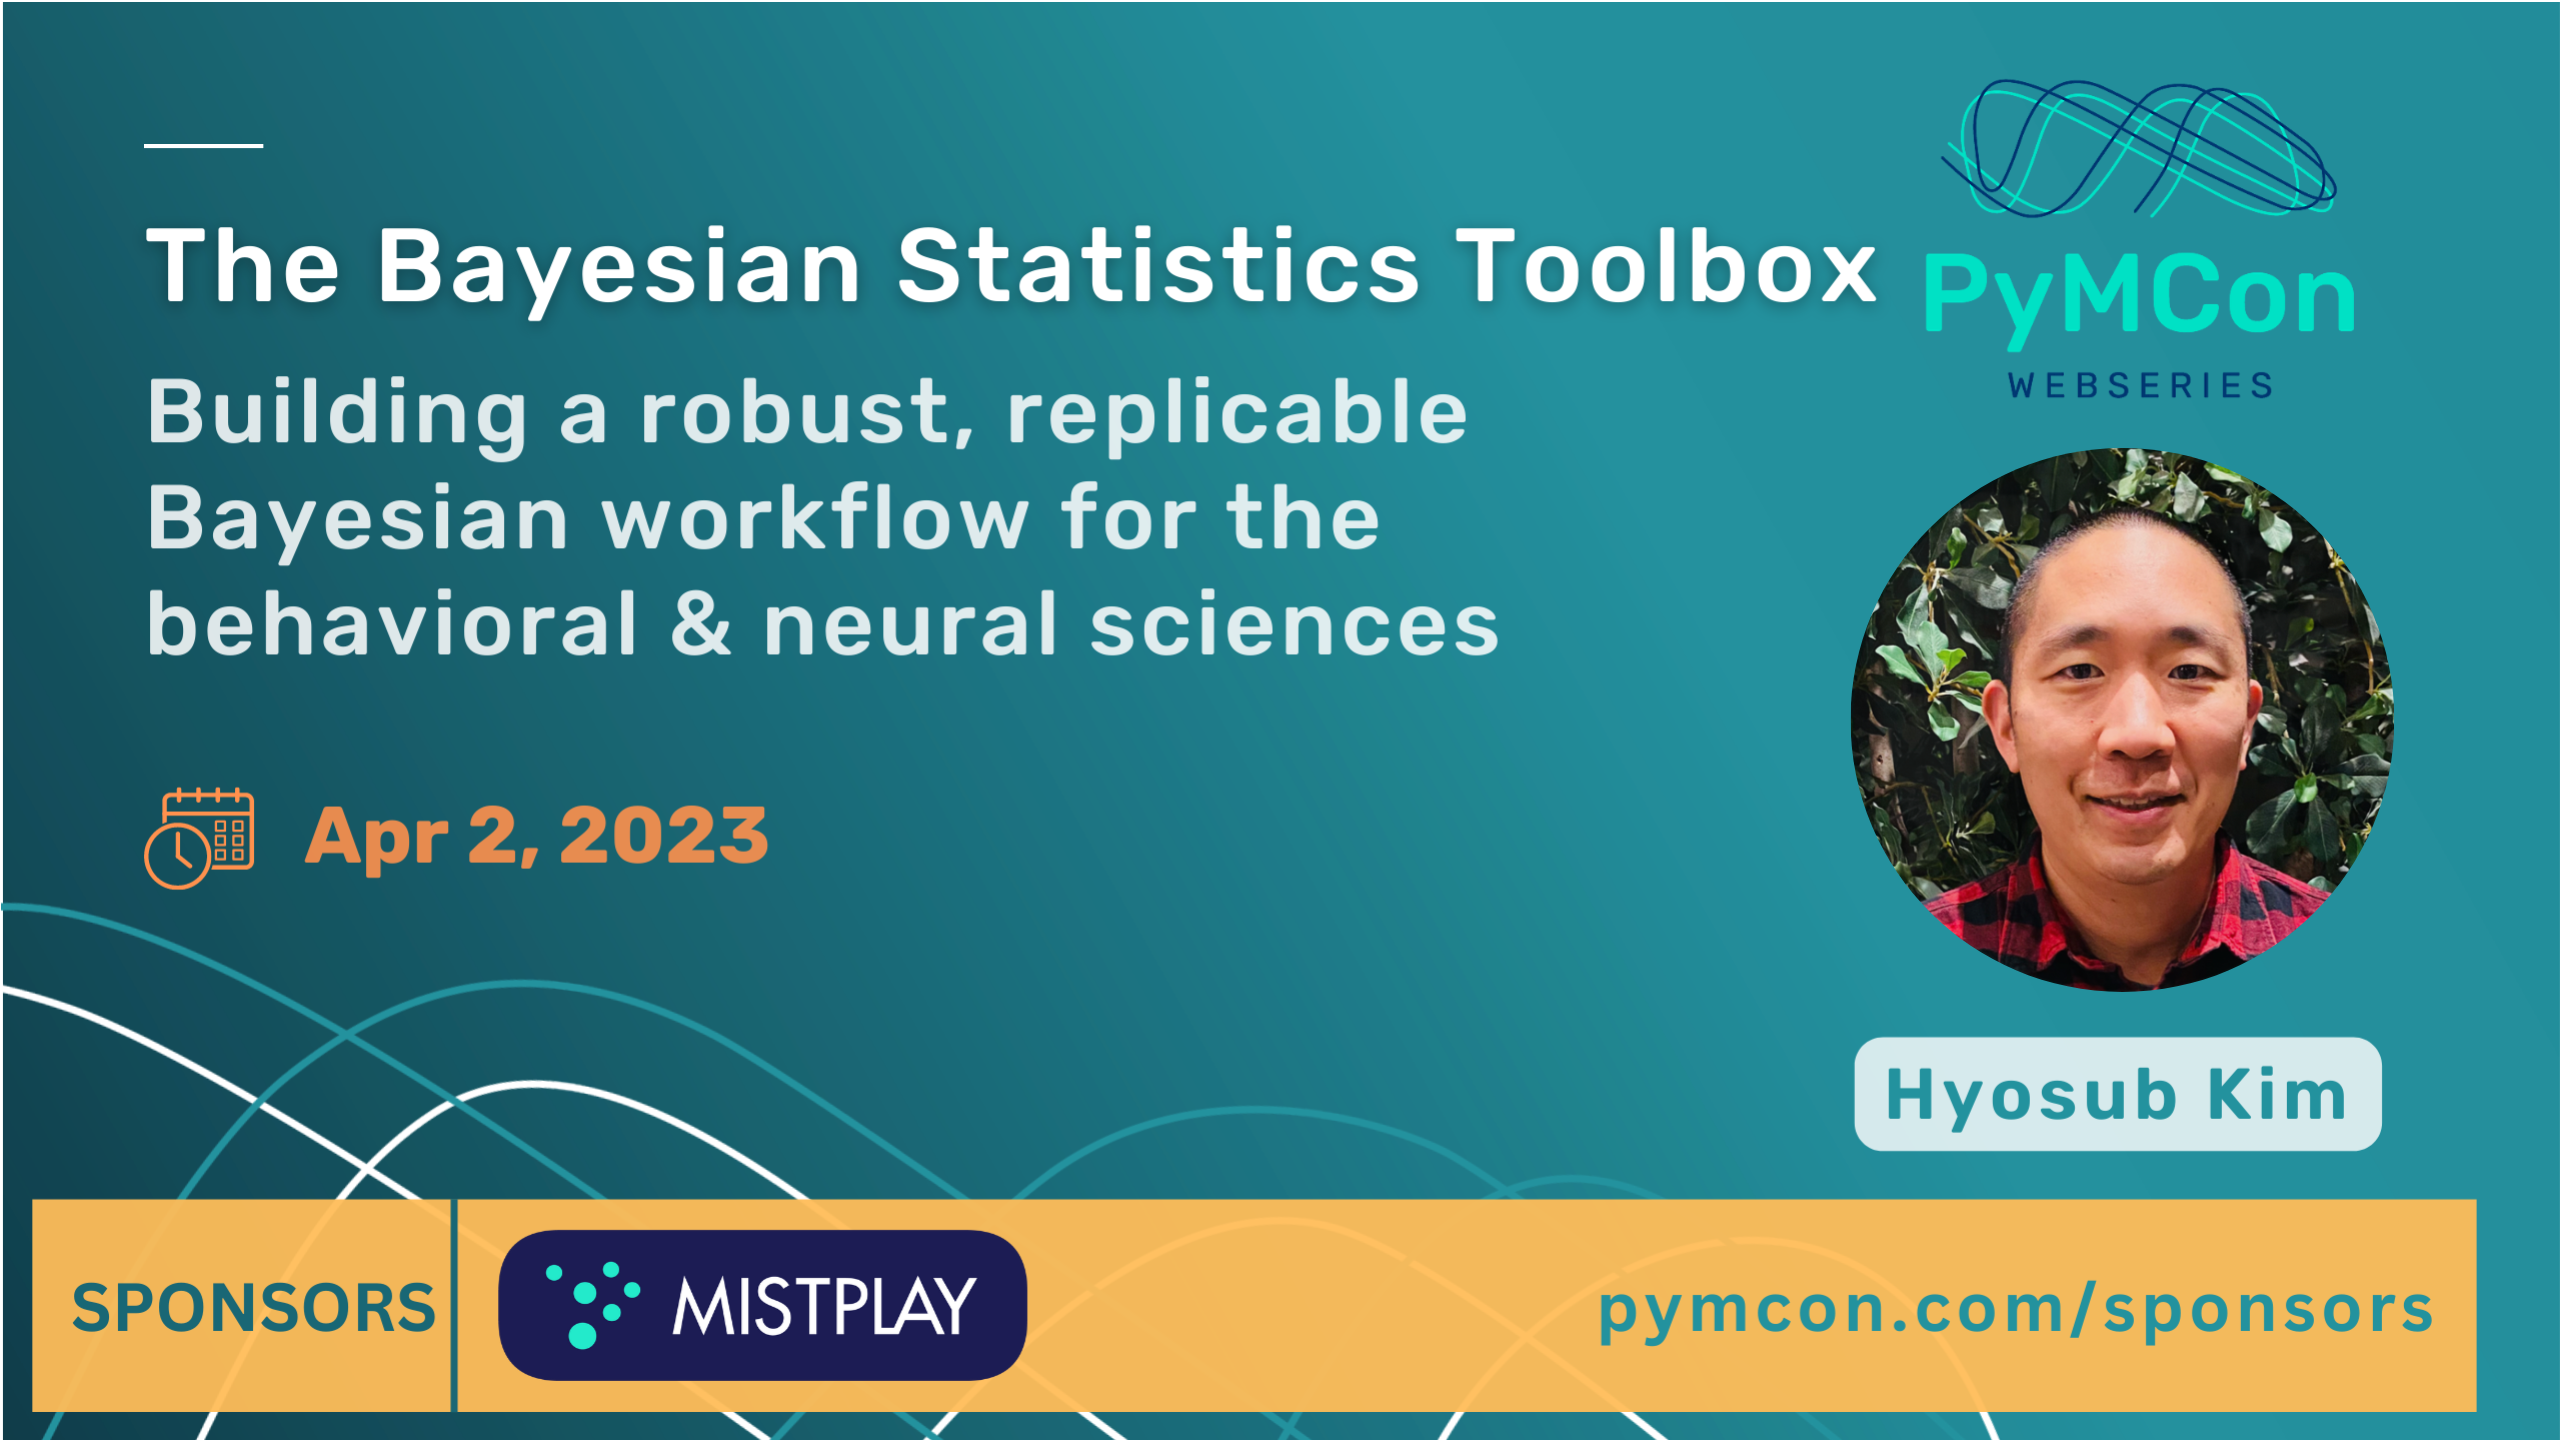 The Bayesian Statistics Toolbox
Building a robust, replicable
Bayesian workflow for the
behavioral & neural sciences
Apr 2, 2023
PyMCon
WEBSERIES
Hyosub Kim
SPONSORS
MISTPLAY
pymcon.com/sponsors